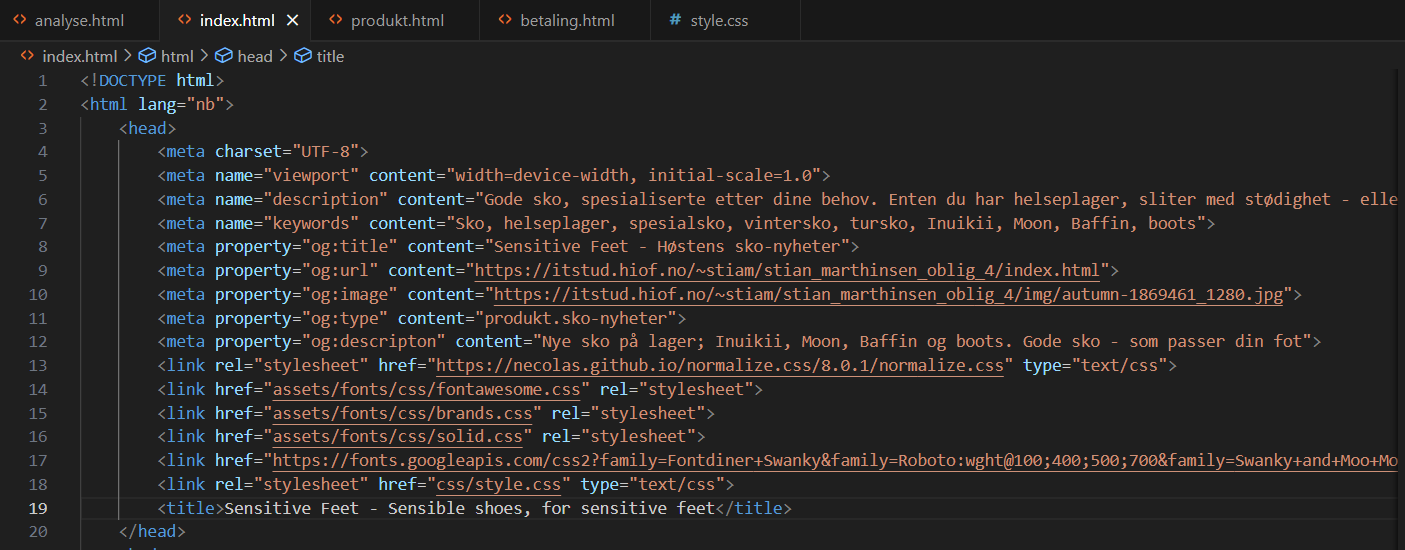 analyse.html index.html × produkt.html betaling.html # style.css
index.html > html > head > title
1 <!DOCTYPE html>
2 <html lang="nb">
3 <head>
4 <meta charset="UTF-8">
5 <meta name="viewport" content="width=device-width, initial-scale=1.0">
6 <meta name="description" content="Gode sko, spesialiserte etter dine behov. Enten du har helseplager, sliter med stødighet - elle
7 <meta name="keywords" content="Sko, helseplager, spesialsko, vintersko, tursko, Inuikii, Moon, Baffin, boots">
8 <meta property="og:title" content="Sensitive Feet - Høstens sko-nyheter">
9 <meta property="og:url" content="https://itstud.hiof.no/~stiam/stian_marthinsen_oblig_4/index.html">
10 <meta property="og:image" content="https://itstud.hiof.no/~stiam/stian_marthinsen_oblig_4/img/autumn-1869461_1280.jpg">
11 <meta property="og:type" content="produkt.sko-nyheter">
12 <meta property="og:descripton" content="Nye sko på lager; Inuikii, Moon, Baffin og boots. Gode sko - som passer din fot">
13 <link rel="stylesheet" href="https://necolas.github.io/normalize.css/8.0.1/normalize.css" type="text/css">
14 <link href="assets/fonts/css/fontawesome.css" rel="stylesheet">
15 <link href="assets/fonts/css/brands.css" rel="stylesheet">
16 <link href="assets/fonts/css/solid.css" rel="stylesheet">
17 <link href="https://fonts.googleapis.com/css2?family=Fontdiner+Swanky&family=Roboto:wght@100;400;500;700&family=Swanky+and+Moo+Mo
18 <link rel="stylesheet" href="css/style.css" type="text/css">
19 <title>Sensitive Feet - Sensible shoes, for sensitive feet</title>
20 </head>